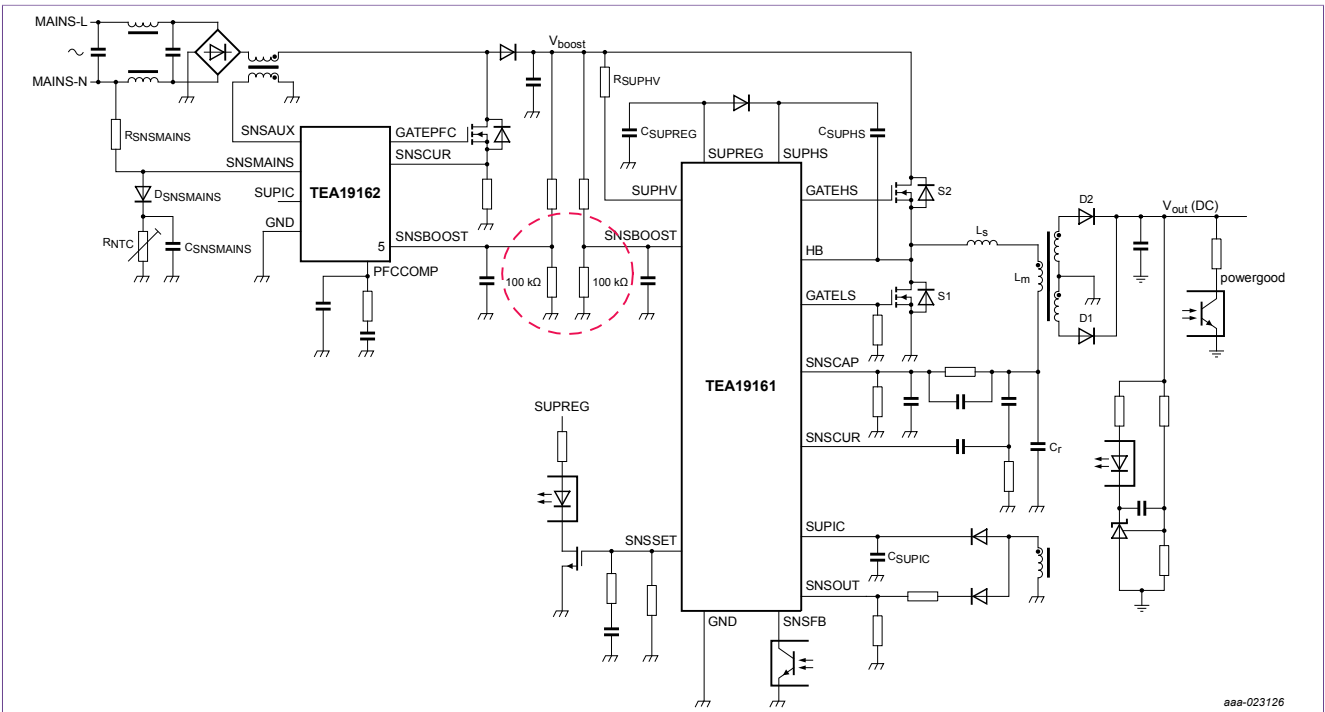 MAINS-L
MAINS-N
~
Vboost
RSUPHV
CSUPREG
CSUPHS
RSNSMAINS
SNSAUX
GATEPFC
SNSCUR
SNSMAINS
DSNSMAINS
TEA19162
SUPIC
GND
RNTC
CSNSMAINS
5
SNSBOOST
PFCCOMP
100 kΩ
100 kΩ
SUPREG
SUPHS
SUPHV
GATEHS
S2
SNSBOOST
HB
GATELS
S1
Ls
Lm
D2
D1
Vout (DC)
powergood
SNSCAP
TEA19161
SNSCUR
Cr
SUPREG
SNSSET
SUPIC
CSUPIC
SNSOUT
GND
SNSFB
aaa-023126